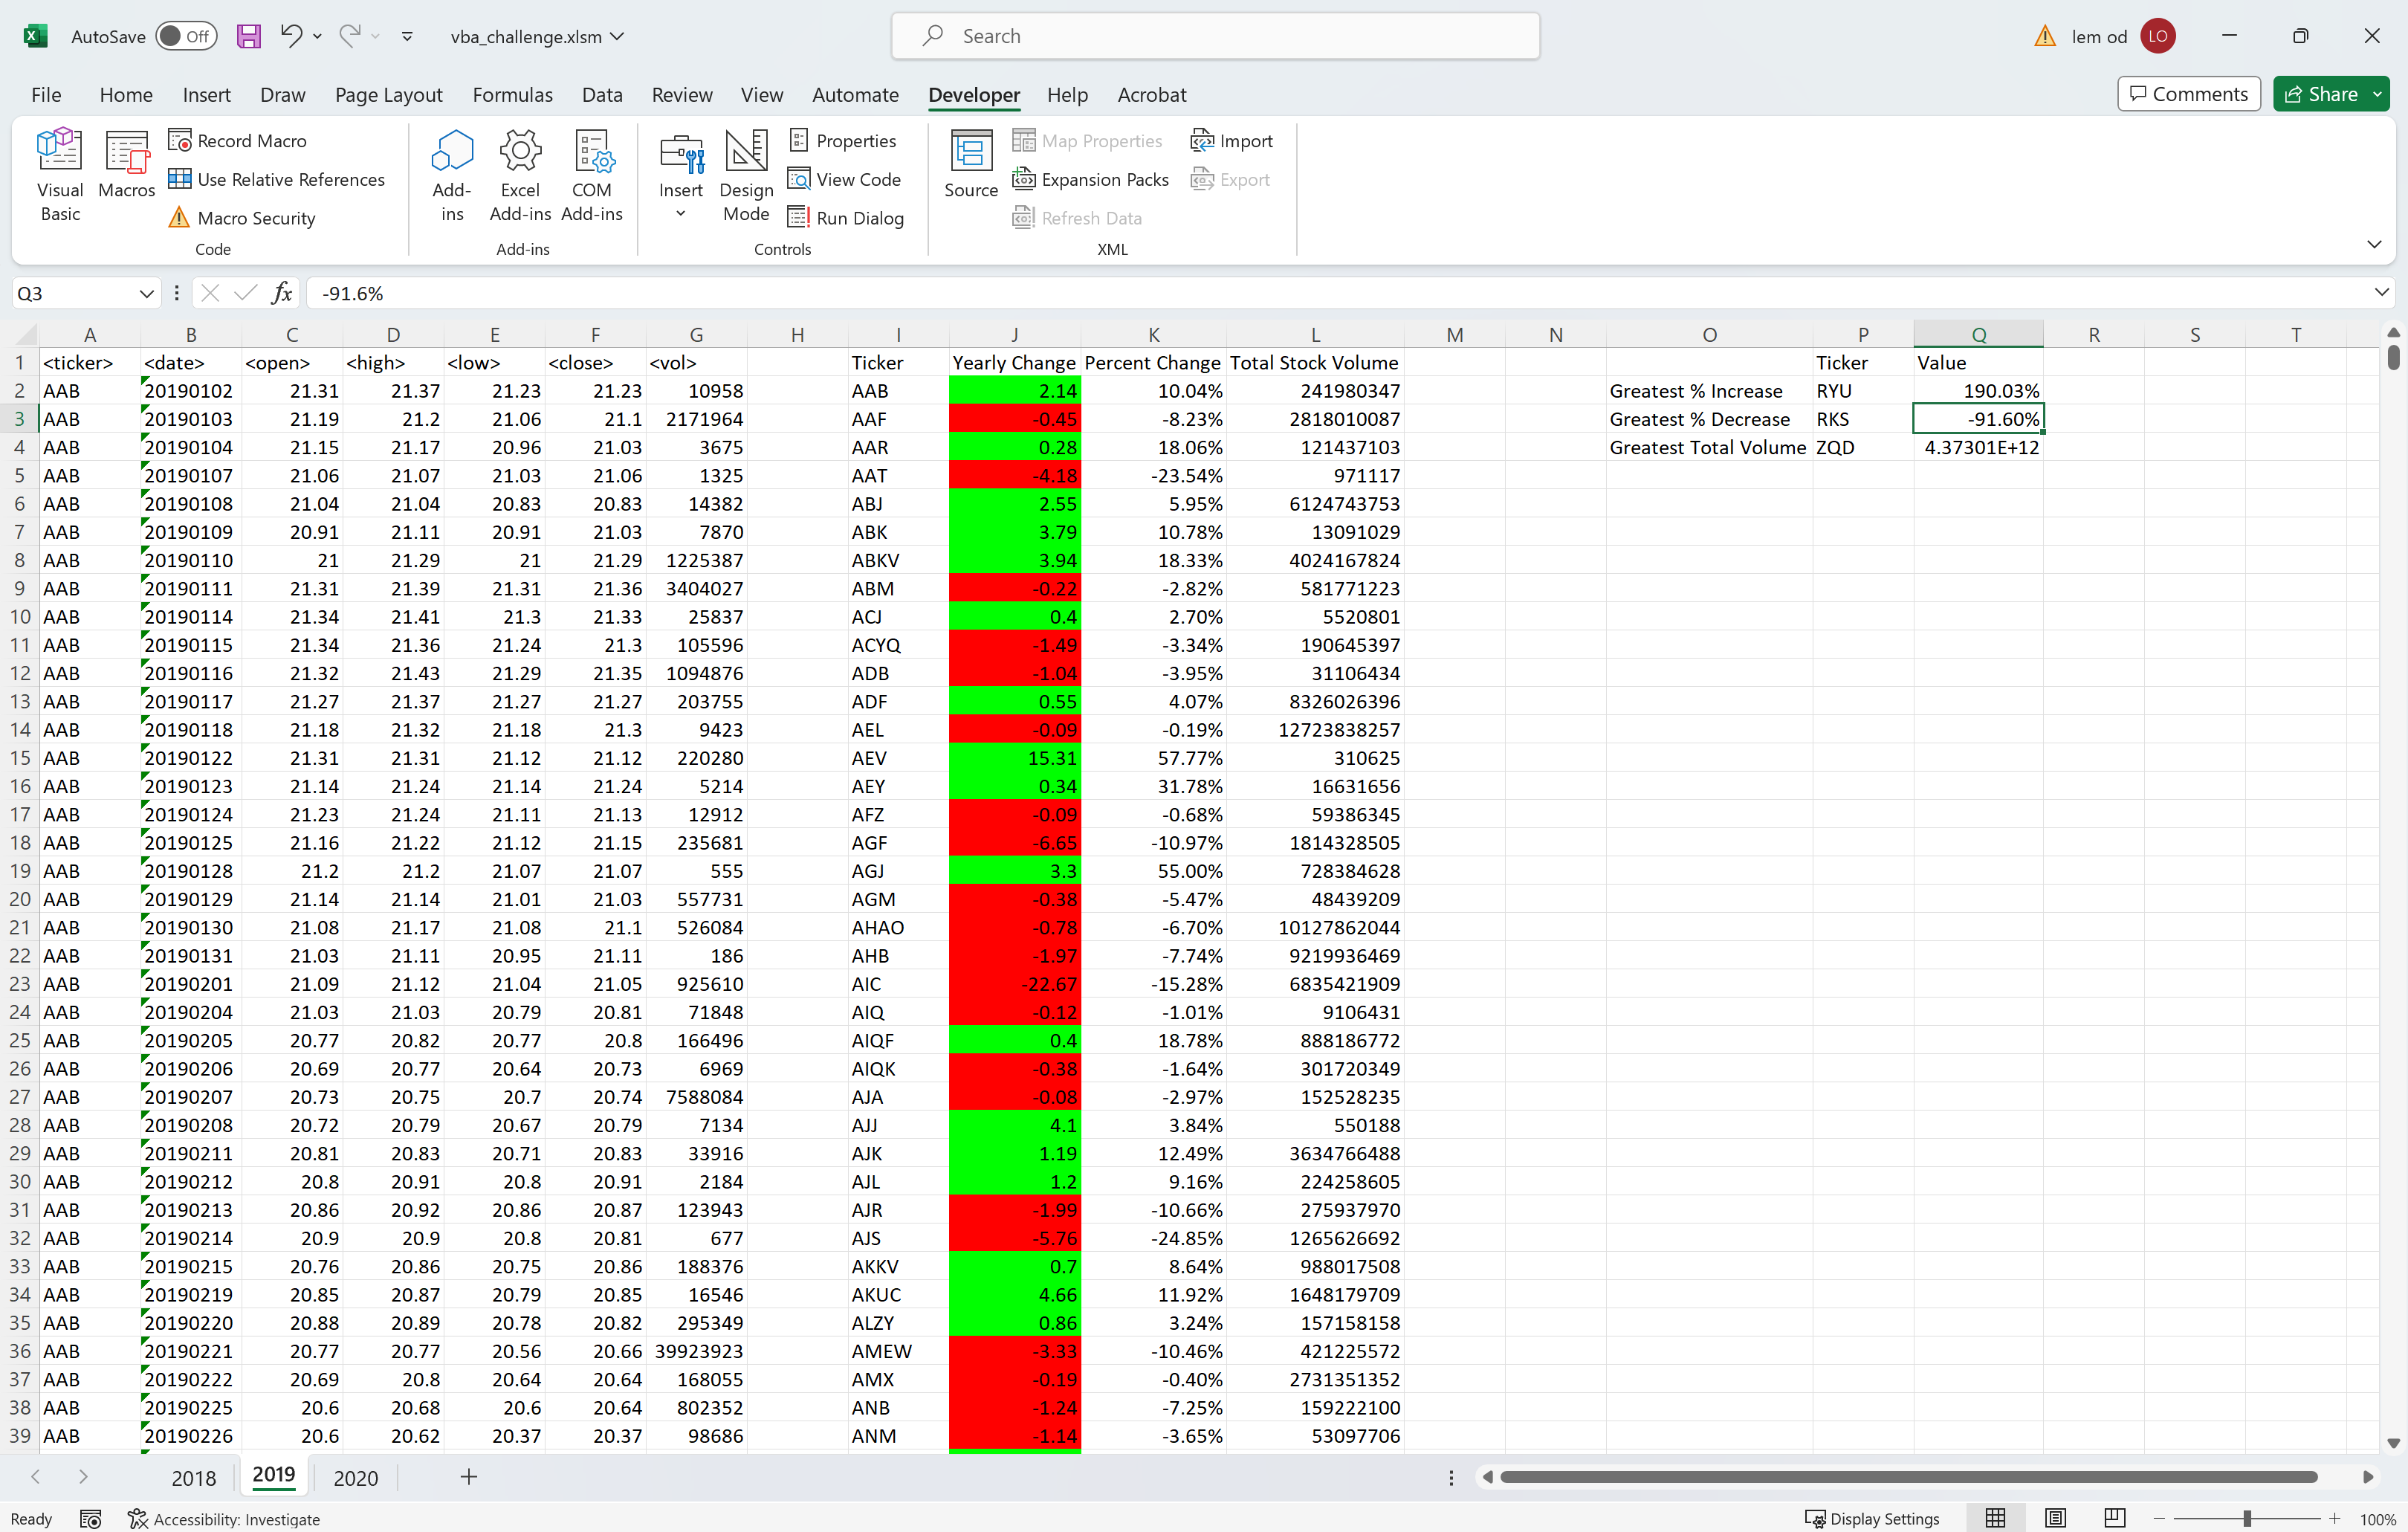 AutoSave Off vba_challenge.xlsm Search lem od LO
File Home Insert Draw Page Layout Formulas Data Review View Automate Developer Help Acrobat Comments Share
Visual Basic Macros Record Macro Use Relative References Macro Security Code
Add-ins Excel Add-ins COM Add-ins Add-ins
Insert Design Mode Properties View Code Run Dialog Controls
Source Map Properties Expansion Packs Refresh Data Import Export XML
Q3 fx -91.6%
A B C D E F G H I J K L M N O P Q R S T
1 <ticker> <date> <open> <high> <low> <close> <vol> Ticker Yearly Change Percent Change Total Stock Volume Ticker Value
2 AAB 20190102 21.31 21.37 21.23 21.23 10958 AAB 2.14 10.04% 241980347 Greatest % Increase RYU 190.03%
3 AAB 20190103 21.19 21.2 21.06 21.1 2171964 AAF -0.45 -8.23% 2818010087 Greatest % Decrease RKS -91.60%
4 AAB 20190104 21.15 21.17 20.96 21.03 3675 AAR 0.28 18.06% 121437103 Greatest Total Volume ZQD 4.37301E+12
5 AAB 20190107 21.06 21.07 21.03 21.06 1325 AAT -4.18 -23.54% 971117
6 AAB 20190108 21.04 21.04 20.83 20.83 14382 ABJ 2.55 5.95% 6124743753
7 AAB 20190109 20.91 21.11 20.91 21.03 7870 ABK 3.79 10.78% 13091029
8 AAB 20190110 21 21.29 21 21.29 1225387 ABKV 3.94 18.33% 4024167824
9 AAB 20190111 21.31 21.39 21.31 21.36 3404027 ABM -0.22 -2.82% 581771223
10 AAB 20190114 21.34 21.41 21.3 21.33 25837 ACJ 0.4 2.70% 5520801
11 AAB 20190115 21.34 21.36 21.24 21.3 105596 ACYQ -1.49 -3.34% 190645397
12 AAB 20190116 21.32 21.43 21.29 21.35 1094876 ADB -1.04 -3.95% 31106434
13 AAB 20190117 21.27 21.37 21.27 21.27 203755 ADF 0.55 4.07% 8326026396
14 AAB 20190118 21.18 21.32 21.18 21.3 9423 AEL -0.09 -0.19% 12723838257
15 AAB 20190122 21.31 21.31 21.12 21.12 220280 AEV 15.31 57.77% 310625
16 AAB 20190123 21.14 21.24 21.14 21.24 5214 AEY 0.34 31.78% 16631656
17 AAB 20190124 21.23 21.24 21.11 21.13 12912 AFZ -0.09 -0.68% 59386345
18 AAB 20190125 21.16 21.22 21.12 21.15 235681 AGF -6.65 -10.97% 1814328505
19 AAB 20190128 21.2 21.2 21.07 21.07 555 AGJ 3.3 55.00% 728384628
20 AAB 20190129 21.14 21.14 21.01 21.03 557731 AGM -0.38 -5.47% 48439209
21 AAB 20190130 21.08 21.17 21.08 21.1 526084 AHAO -0.78 -6.70% 10127862044
22 AAB 20190131 21.03 21.11 20.95 21.11 186 AHB -1.97 -7.74% 9219936469
23 AAB 20190201 21.09 21.12 21.04 21.05 925610 AIC -22.67 -15.28% 6835421909
24 AAB 20190204 21.03 21.03 20.79 20.81 71848 AIQ -0.12 -1.01% 9106431
25 AAB 20190205 20.77 20.82 20.77 20.8 166496 AIQF 0.4 18.78% 888186772
26 AAB 20190206 20.69 20.77 20.68 20.73 6969 AIQK -0.38 -1.64% 301720349
27 AAB 20190207 20.73 20.75 20.7 20.74 7588084 AJA -0.08 -2.97% 152528235
28 AAB 20190208 20.72 20.79 20.67 20.79 7134 AJJ 4.1 3.84% 550188
29 AAB 20190211 20.81 20.83 20.71 20.83 33916 AJK 1.19 12.49% 3634766488
30 AAB 20190212 20.8 20.91 20.8 20.91 2184 AJL 1.2 9.16% 224258605
31 AAB 20190213 20.86 20.92 20.86 20.87 123943 AJR -1.99 -10.66% 275937970
32 AAB 20190214 20.9 20.9 20.8 20.81 677 AJS -5.76 -24.85% 1265626692
33 AAB 20190215 20.76 20.86 20.75 20.86 188376 AKKV 0.7 8.64% 988017508
34 AAB 20190219 20.85 20.87 20.79 20.85 16546 AKUC 4.66 11.92% 1648179709
35 AAB 20190220 20.88 20.89 20.78 20.82 295349 ALZY 0.86 3.24% 157158158
36 AAB 20190221 20.77 20.77 20.56 20.66 39923923 AMEW -3.33 -10.46% 421225572
37 AAB 20190222 20.69 20.8 20.64 20.64 168055 AMX -0.19 -0.40% 2731351352
38 AAB 20190225 20.6 20.68 20.6 20.64 802352 ANB -1.24 -7.25% 159222100
39 AAB 20190226 20.6 20.62 20.37 20.37 98686 ANM -1.14 -3.65% 53097706
2018 2019 2020
Ready Accessibility: Investigate Display Settings 100%